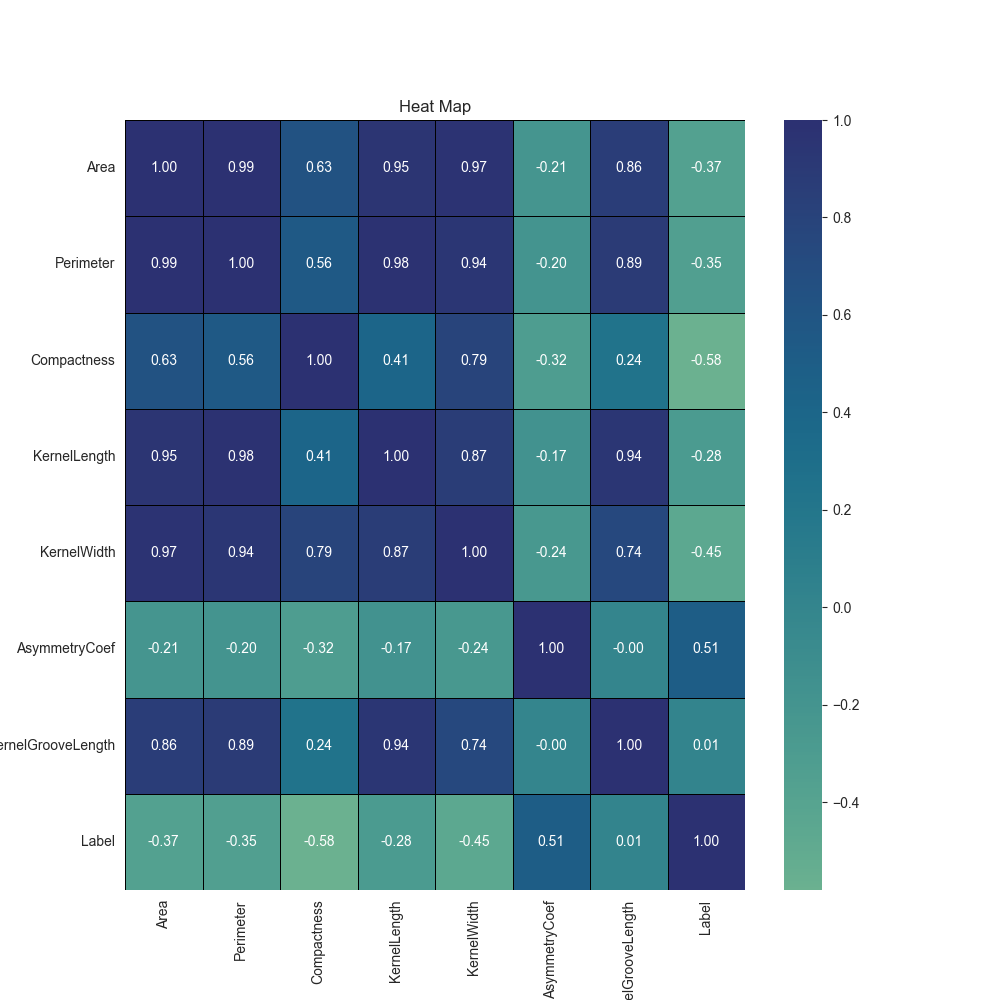 Heat Map
Area 1.00 0.99 0.63 0.95 0.97 -0.21 0.86 -0.37
Perimeter 0.99 1.00 0.56 0.98 0.94 -0.20 0.89 -0.35
Compactness 0.63 0.56 1.00 0.41 0.79 -0.32 0.24 -0.58
KernelLength 0.95 0.98 0.41 1.00 0.87 -0.17 0.94 -0.28
KernelWidth 0.97 0.94 0.79 0.87 1.00 -0.24 0.74 -0.45
AsymmetryCoef -0.21 -0.20 -0.32 -0.17 -0.24 1.00 -0.00 0.51
ernelGrooveLength 0.86 0.89 0.24 0.94 0.74 -0.00 1.00 0.01
Label -0.37 -0.35 -0.58 -0.28 -0.45 0.51 0.01 1.00
Area
Perimeter
Compactness
KernelLength
KernelWidth
AsymmetryCoef
elGrooveLength
Label
1.0
0.8
0.6
0.4
0.2
0.0
−0.2
−0.4